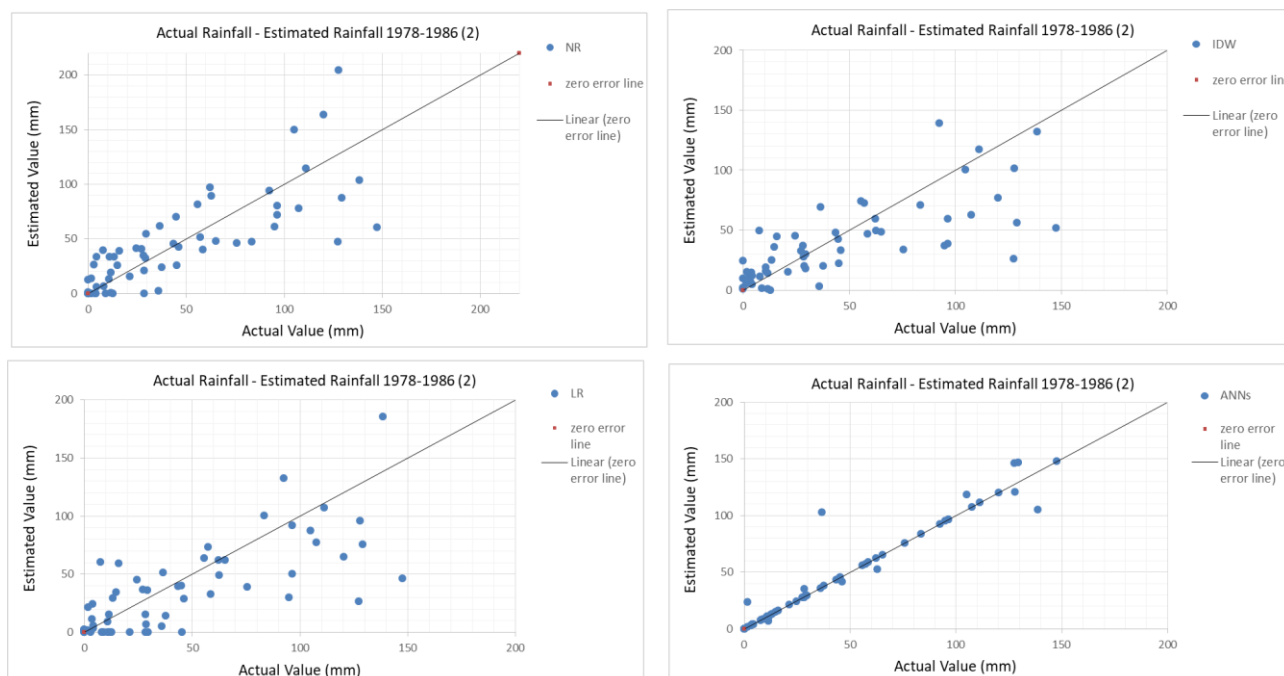 Actual Rainfall - Estimated Rainfall 1978-1986 (2)
NR
zero error line
Linear (zero
error line)
Estimated Value (mm)
200
150
100
50
0
0 50 100 150 200
Actual Value (mm)
Actual Rainfall - Estimated Rainfall 1978-1986 (2)
IDW
zero error line
Linear (zero
error line)
Estimated Value (mm)
200
150
100
50
0
0 50 100 150 200
Actual Value (mm)
Actual Rainfall - Estimated Rainfall 1978-1986 (2)
LR
zero error
line
Linear (zero
error line)
Estimated Value (mm)
200
150
100
50
0
0 50 100 150 200
Actual Value (mm)
Actual Rainfall - Estimated Rainfall 1978-1986 (2)
ANNs
zero error
line
Linear (zero
error line)
Estimated Value (mm)
200
150
100
50
0
0 50 100 150 200
Actual Value (mm)